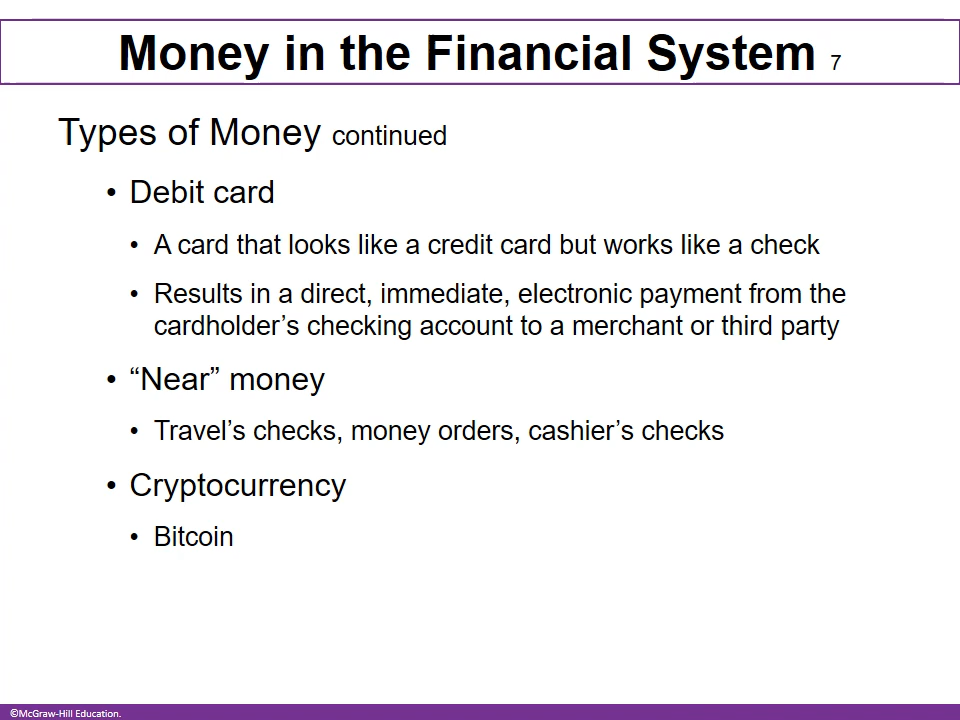 Money in the Financial System 7
Types of Money continued
• Debit card
• A card that looks like a credit card but works like a check
• Results in a direct, immediate, electronic payment from the
cardholder’s checking account to a merchant or third party
• “Near” money
• Travel’s checks, money orders, cashier’s checks
• Cryptocurrency
• Bitcoin
©McGraw-Hill Education.